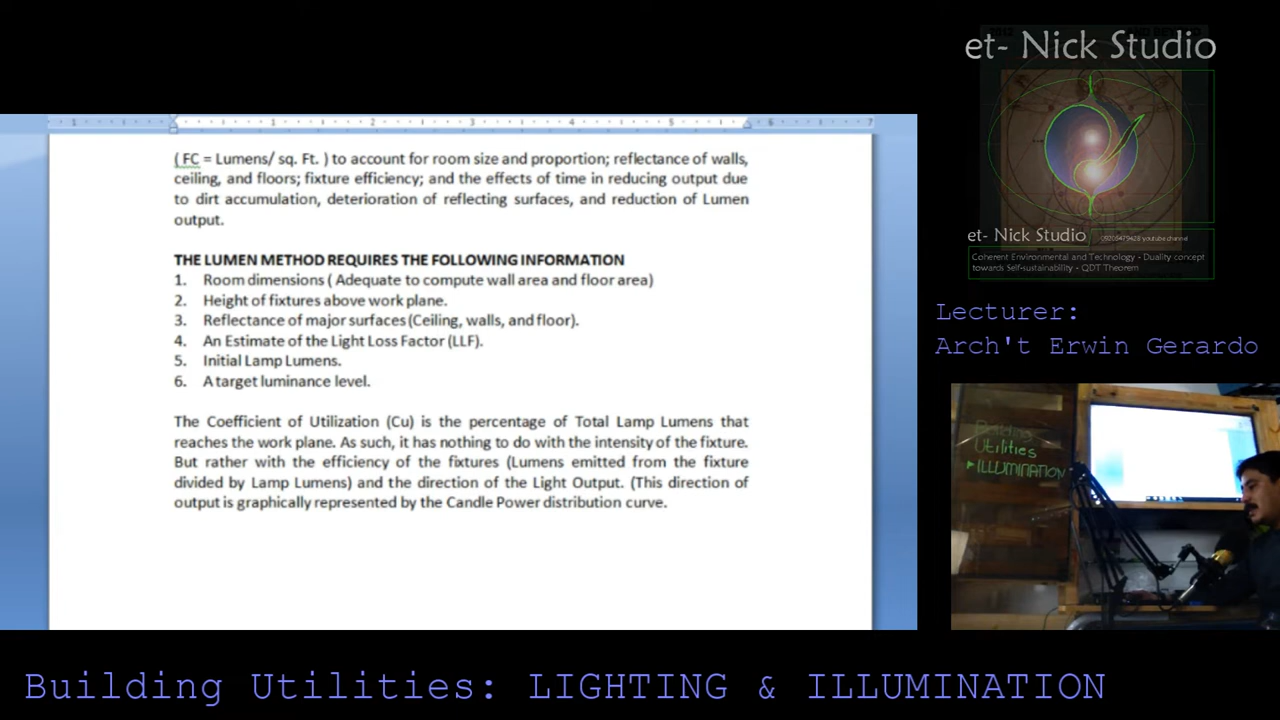 et- Nick Studio
( FC = Lumens/ sq. Ft. ) to account for room size and proportion; reflectance of walls,
ceiling, and floors; fixture efficiency; and the effects of time in reducing output due
to dirt accumulation, deterioration of reflecting surfaces, and reduction of Lumen
output.
THE LUMEN METHOD REQUIRES THE FOLLOWING INFORMATION
1. Room dimensions ( Adequate to compute wall area and floor area)
2. Height of fixtures above work plane.
3. Reflectance of major surfaces (Ceiling, walls, and floor).
4. An Estimate of the Light Loss Factor (LLF).
5. Initial Lamp Lumens.
6. A target luminance level.
The Coefficient of Utilization (Cu) is the percentage of Total Lamp Lumens that
reaches the work plane. As such, it has nothing to do with the intensity of the fixture.
But rather with the efficiency of the fixtures (Lumens emitted from the fixture
divided by Lamp Lumens) and the direction of the Light Output. (This direction of
output is graphically represented by the Candle Power distribution curve.
et- Nick Studio
youtube channel
Coherent Environmental and Technology - Duality concept
towards Self-sustainability - QDT Theorem
Lecturer:
Arch't Erwin Gerardo
Building
Utilities
ILLUMINATION
Building Utilities: LIGHTING & ILLUMINATION